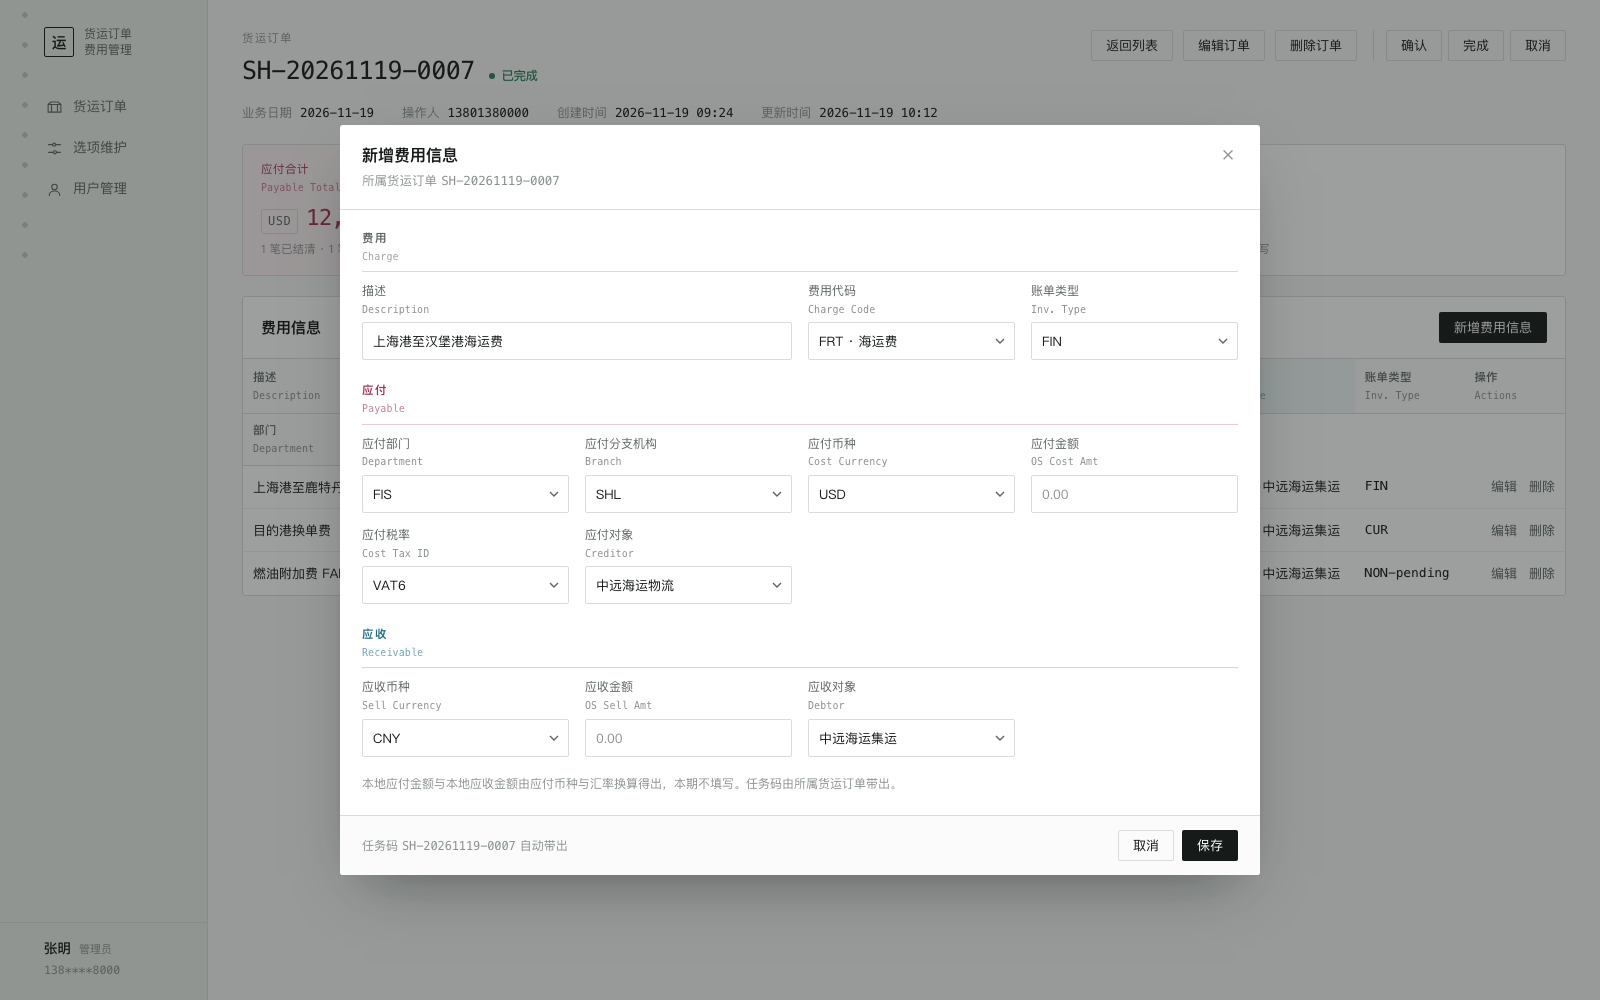 运
货运订单
费用管理
货运订单
选项维护
用户管理
张明 管理员
138****8000
货运订单
SH-20261119-0007 已完成
返回列表 编辑订单 删除订单 确认 完成 取消
业务日期 2026-11-19 操作人 13801380000 创建时间 2026-11-19 09:24 更新时间 2026-11-19 10:12
应付合计
Payable Total
USD 12,
1 笔已结清 · 1
写
费用信息
新增费用信息
描述
Description
账单类型
Inv. Type
操作
Actions
部门
Department
上海港至鹿特丹
中远海运集运 FIN 编辑 删除
目的港换单费
中远海运集运 CUR 编辑 删除
燃油附加费 FA
中远海运集运 NON-pending 编辑 删除
新增费用信息
所属货运订单 SH-20261119-0007
费用
Charge
描述 费用代码 账单类型
Description Charge Code Inv. Type
上海港至汉堡港海运费 FRT · 海运费 FIN
应付
Payable
应付部门 应付分支机构 应付币种 应付金额
Department Branch Cost Currency OS Cost Amt
FIS SHL USD 0.00
应付税率 应付对象
Cost Tax ID Creditor
VAT6 中远海运物流
应收
Receivable
应收币种 应收金额 应收对象
Sell Currency OS Sell Amt Debtor
CNY 0.00 中远海运集运
本地应付金额与本地应收金额由应付币种与汇率换算得出，本期不填写。任务码由所属货运订单带出。
任务码 SH-20261119-0007 自动带出
取消 保存